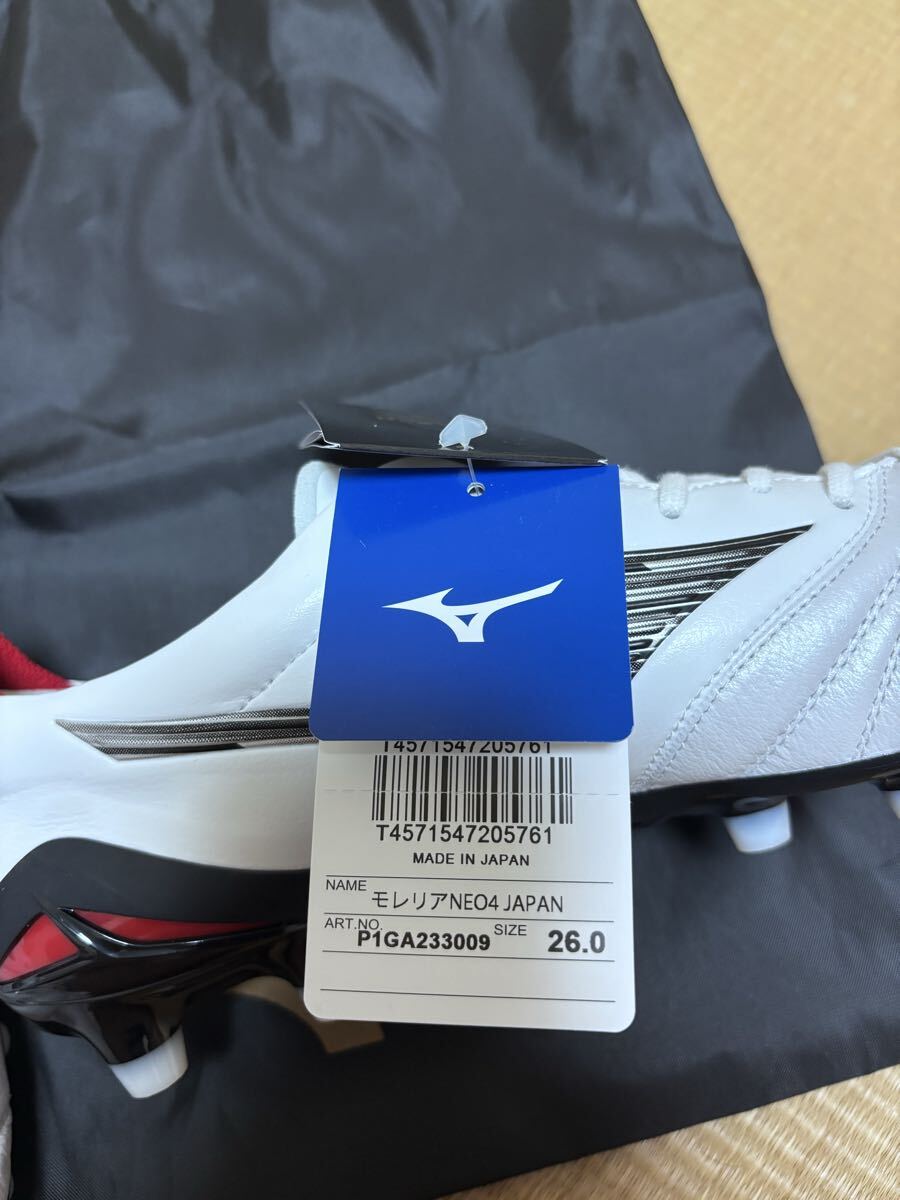 T4571547205761
T4571547205761
MADE IN JAPAN
NAME モレリアNEO4 JAPAN
ART.NO. P1GA233009 SIZE 26.0